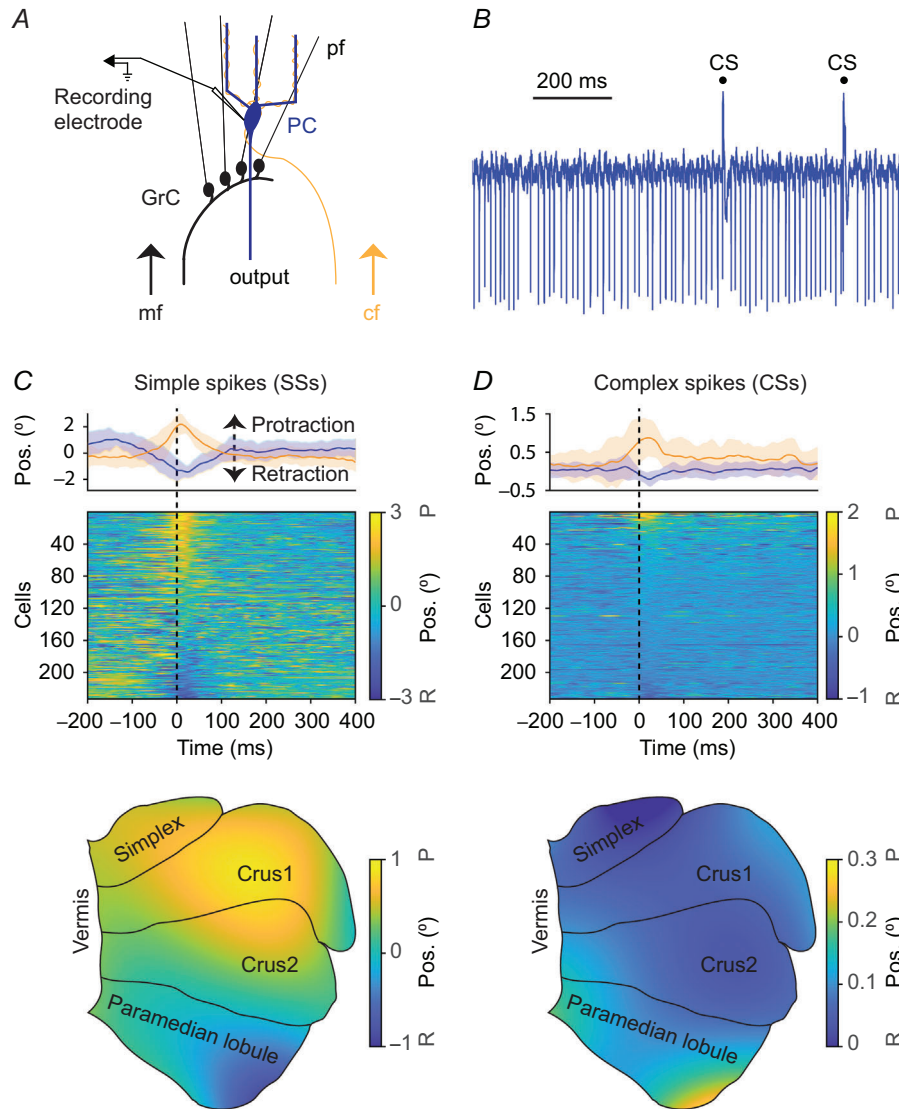 A
pf
Recording
electrode
PC
GrC
output
mf
cf
B
CS
CS
200 ms
C
Simple spikes (SSs)
Pos. (º)
2
0
−2
Protraction
Retraction
Cells
40
80
120
160
200
−200 −100 0 100 200 300 400
Time (ms)
3 P
0
−3 R
Pos. (º)
D
Complex spikes (CSs)
Pos. (º)
1.5
0.5
−0.5
Cells
40
80
120
160
200
−200 −100 0 100 200 300 400
Time (ms)
2 P
1
0
−1 R
Pos. (º)
Simplex
Crus1
Vermis
Crus2
Paramedian lobule
1 P
0
−1 R
Pos. (º)
Simplex
Crus1
Vermis
Crus2
Paramedian lobule
0.3 P
0.2
0.1
0 R
Pos. (º)